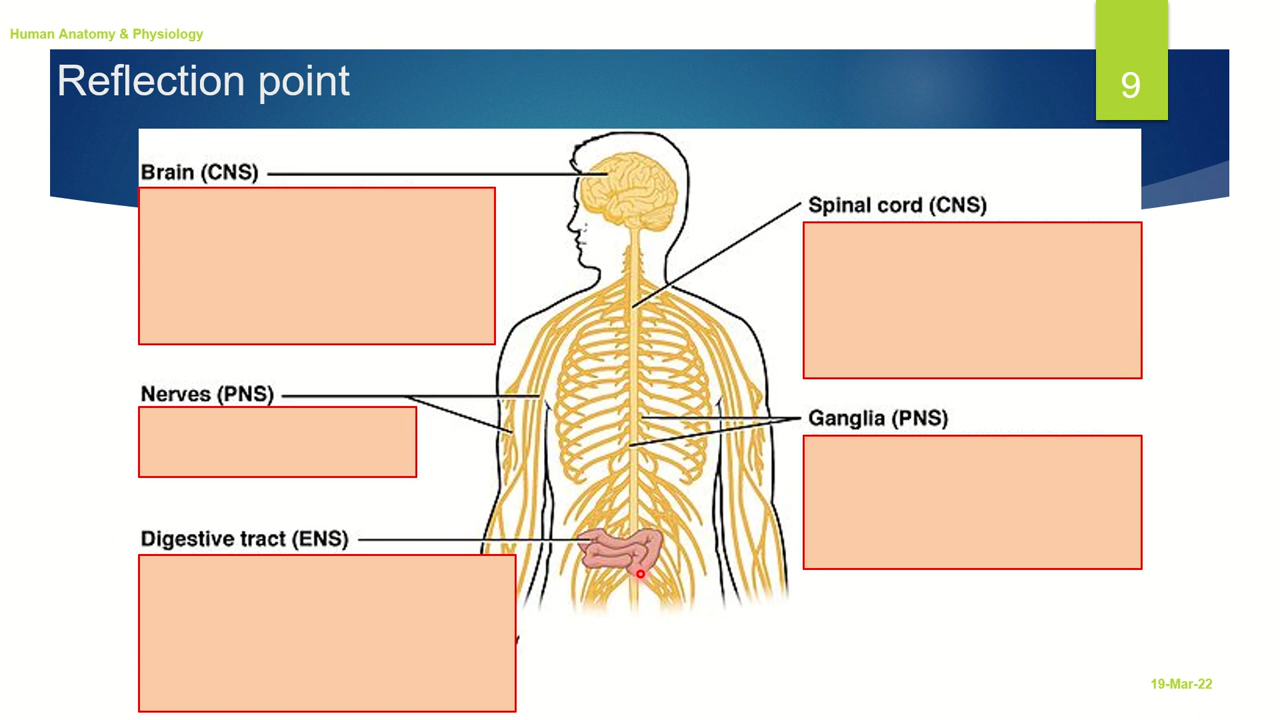 Human Anatomy & Physiology
Reflection point
9
Brain (CNS)
Spinal cord (CNS)
Nerves (PNS)
Ganglia (PNS)
Digestive tract (ENS)
19-Mar-22